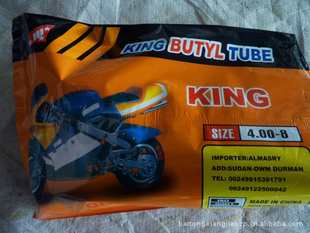 KING BUTYL TUBE
KING
SIZE 4.00-8
IMPORTER:ALMASRY
ADD:SUDAN-OWM DURMAN
TEL: 00249915391791
00249122500042
MADE IN CHINA